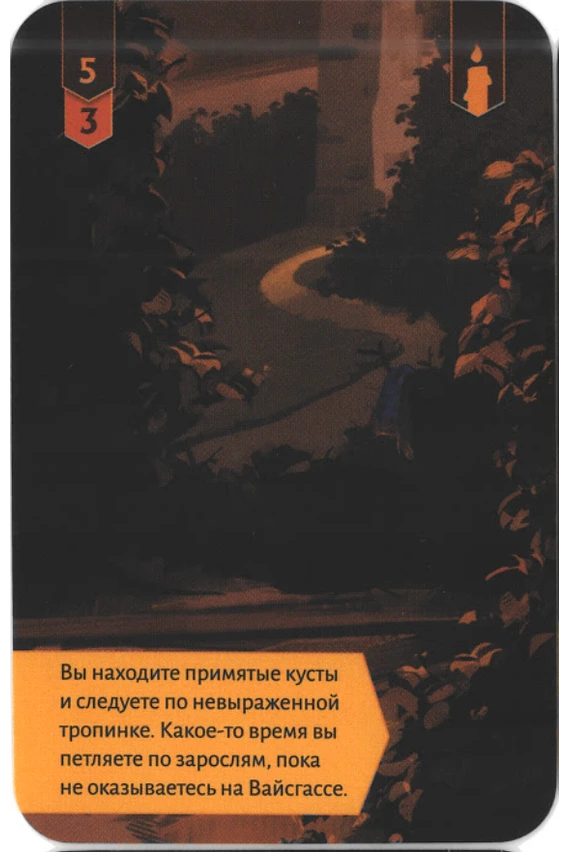 5
3
Вы находите примятые кусты
и следуете по невыраженной
тропинке. Какое-то время вы
петляете по зарослям, пока
не оказываетесь на Вайсгассе.